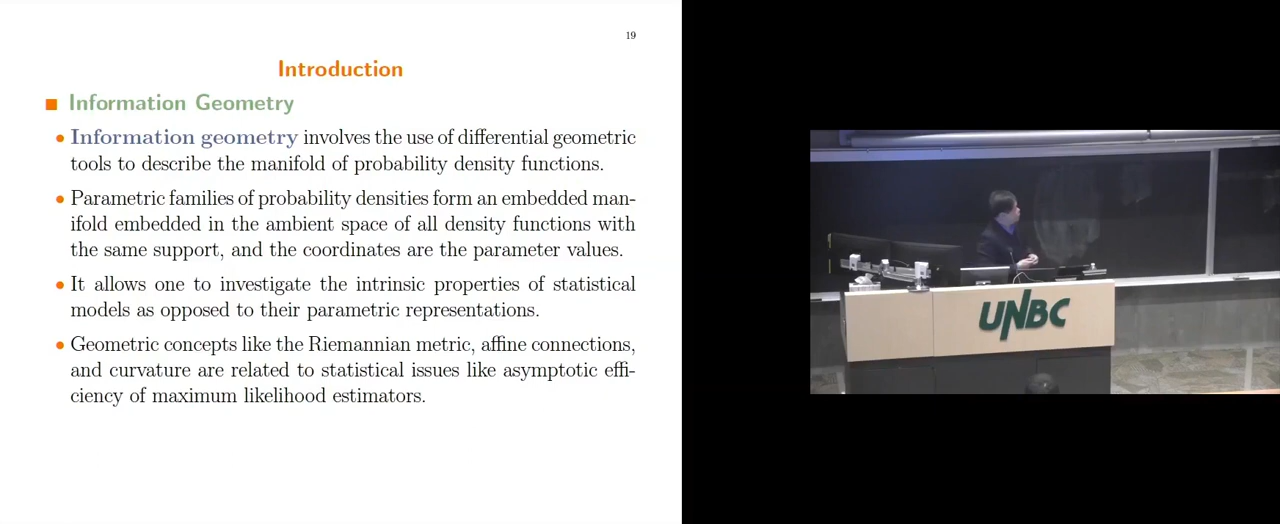 19
Introduction
■ Information Geometry
• Information geometry involves the use of differential geometric
tools to describe the manifold of probability density functions.
• Parametric families of probability densities form an embedded man-
ifold embedded in the ambient space of all density functions with
the same support, and the coordinates are the parameter values.
• It allows one to investigate the intrinsic properties of statistical
models as opposed to their parametric representations.
• Geometric concepts like the Riemannian metric, affine connections,
and curvature are related to statistical issues like asymptotic effi-
ciency of maximum likelihood estimators.
UNBC